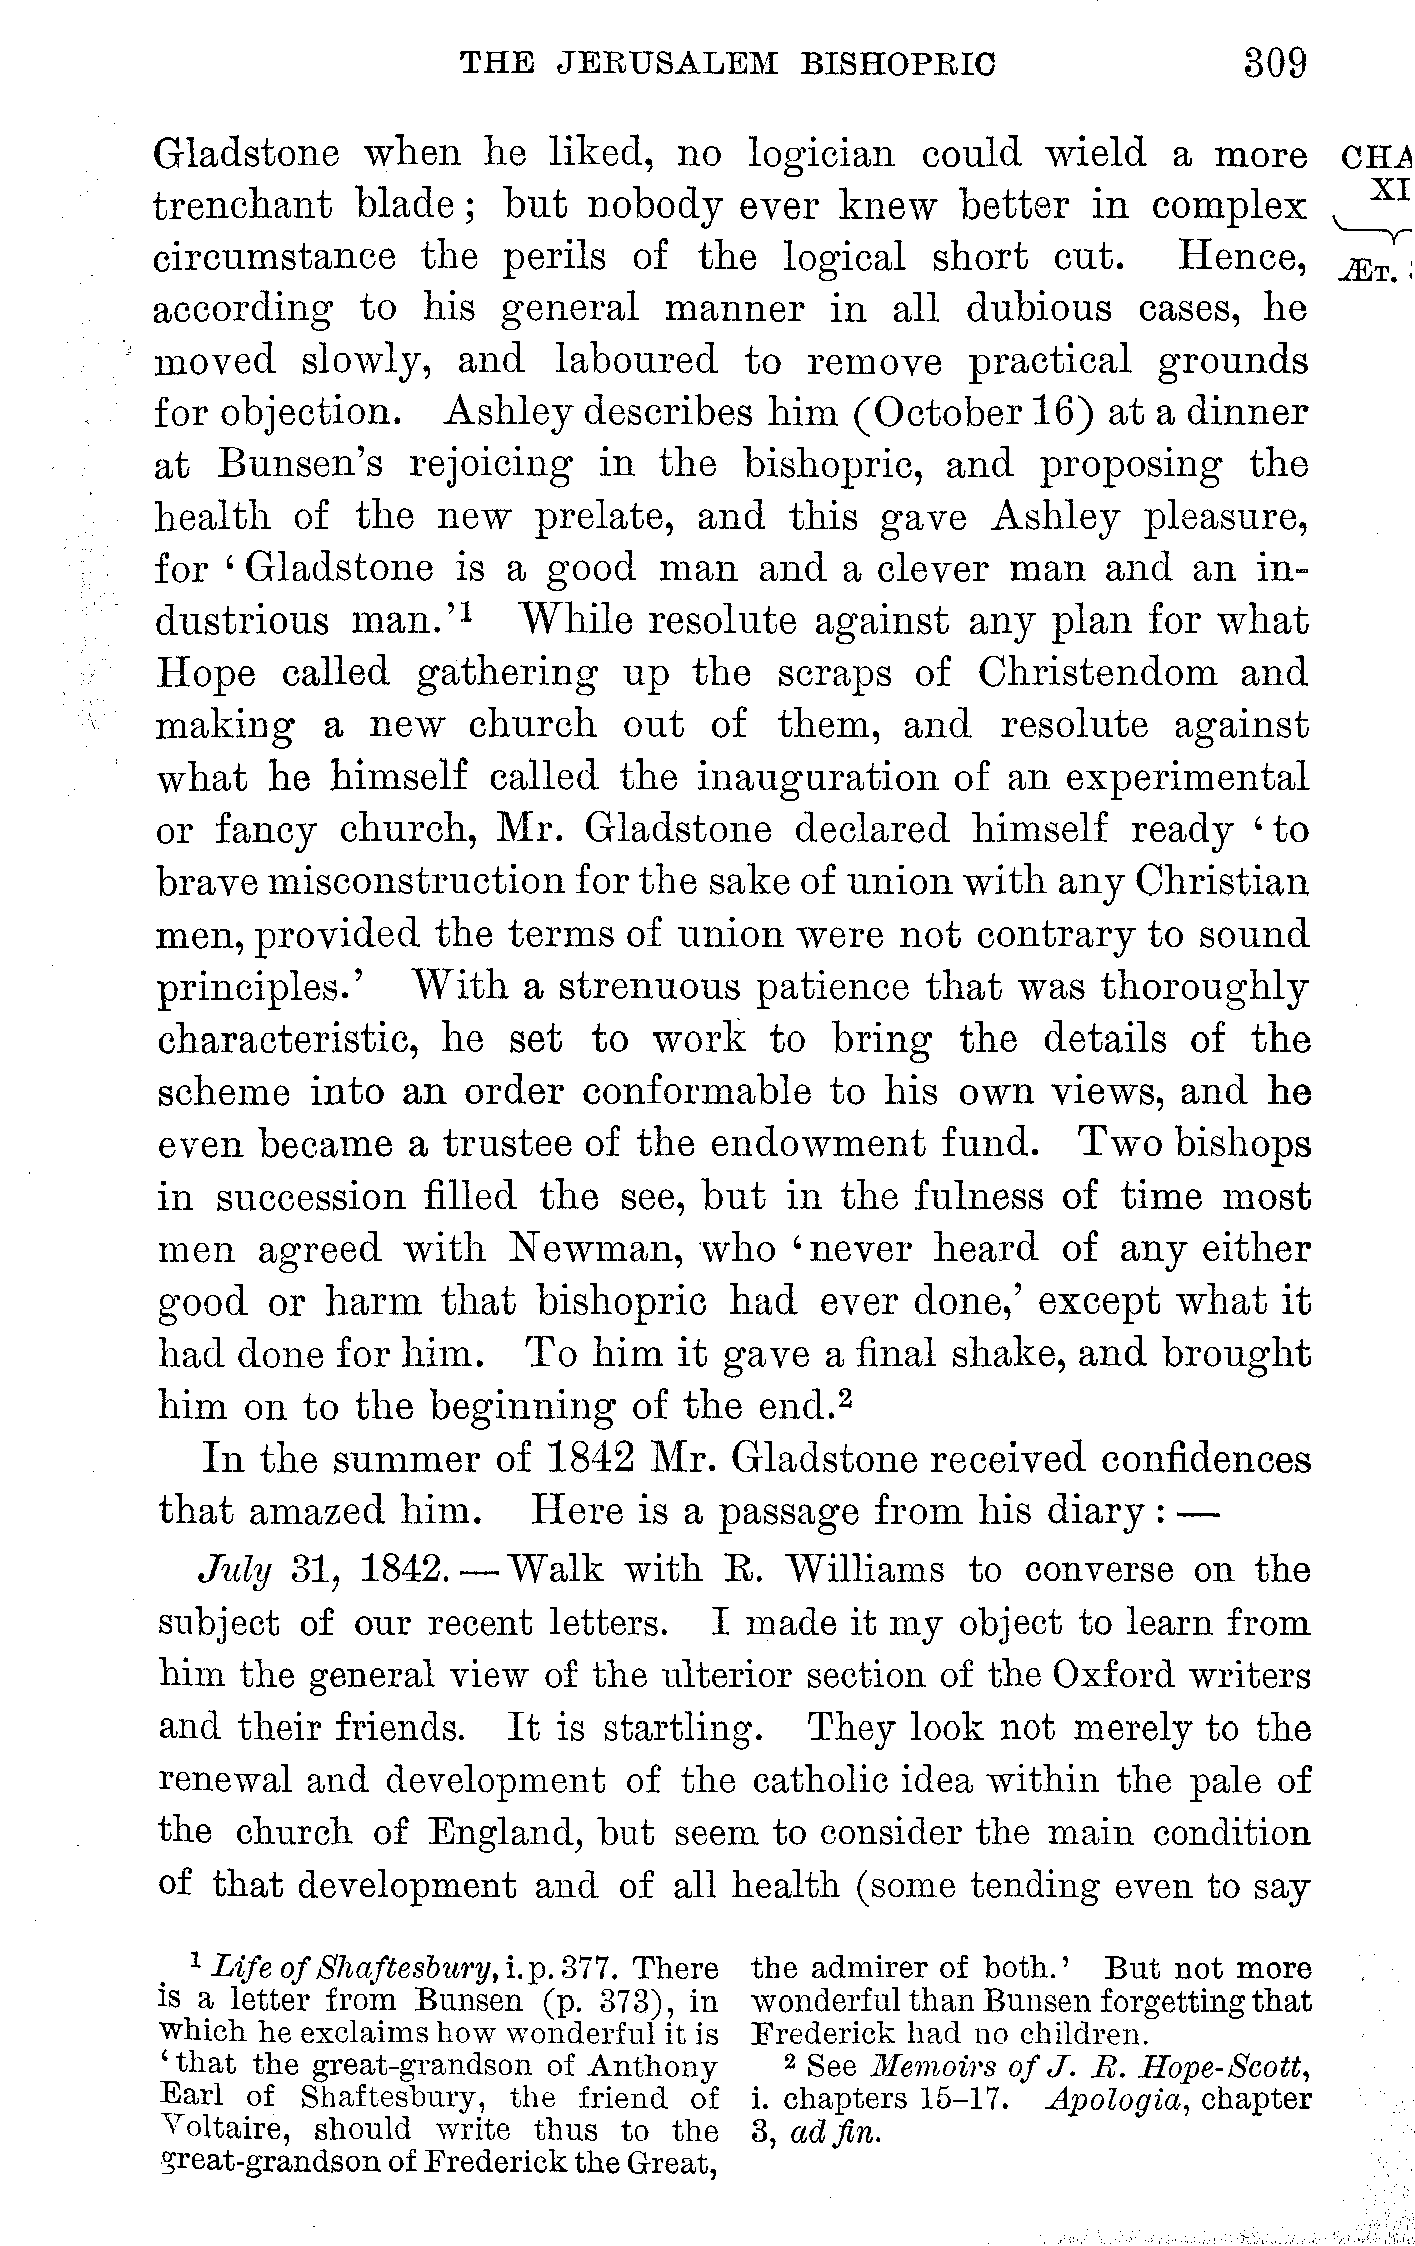 THE JERUSALEM BISHOPRIC 309
Gladstone when he liked, no logician could wield a more
trenchant blade; but nobody ever knew better in complex
circumstance the perils of the logical short cut. Hence,
according to his general manner in all dubious cases, he
moved slowly, and laboured to remove practical grounds
for objection. Ashley describes him (October 16) at a dinner
at Bunsen's rejoicing in the bishopric, and proposing the
health of the new prelate, and this gave Ashley pleasure,
for ‘Gladstone is a good man and a clever man and an in-
dustrious man.’¹ While resolute against any plan for what
Hope called gathering up the scraps of Christendom and
making a new church out of them, and resolute against
what he himself called the inauguration of an experimental
or fancy church, Mr. Gladstone declared himself ready ‘to
brave misconstruction for the sake of union with any Christian
men, provided the terms of union were not contrary to sound
principles.’ With a strenuous patience that was thoroughly
characteristic, he set to work to bring the details of the
scheme into an order conformable to his own views, and he
even became a trustee of the endowment fund. Two bishops
in succession filled the see, but in the fulness of time most
men agreed with Newman, who ‘never heard of any either
good or harm that bishopric had ever done,’ except what it
had done for him. To him it gave a final shake, and brought
him on to the beginning of the end.²
In the summer of 1842 Mr. Gladstone received confidences
that amazed him. Here is a passage from his diary: —
July 31, 1842. — Walk with R. Williams to converse on the
subject of our recent letters. I made it my object to learn from
him the general view of the ulterior section of the Oxford writers
and their friends. It is startling. They look not merely to the
renewal and development of the catholic idea within the pale of
the church of England, but seem to consider the main condition
of that development and of all health (some tending even to say
CHA
XI
ÆT.
¹ Life of Shaftesbury, i. p. 377. There
is a letter from Bunsen (p. 373), in
which he exclaims how wonderful it is
‘that the great-grandson of Anthony
Earl of Shaftesbury, the friend of
Voltaire, should write thus to the
great-grandson of Frederick the Great,
the admirer of both.’ But not more
wonderful than Bunsen forgetting that
Frederick had no children.
² See Memoirs of J. R. Hope-Scott,
i. chapters 15–17. Apologia, chapter
3, ad fin.